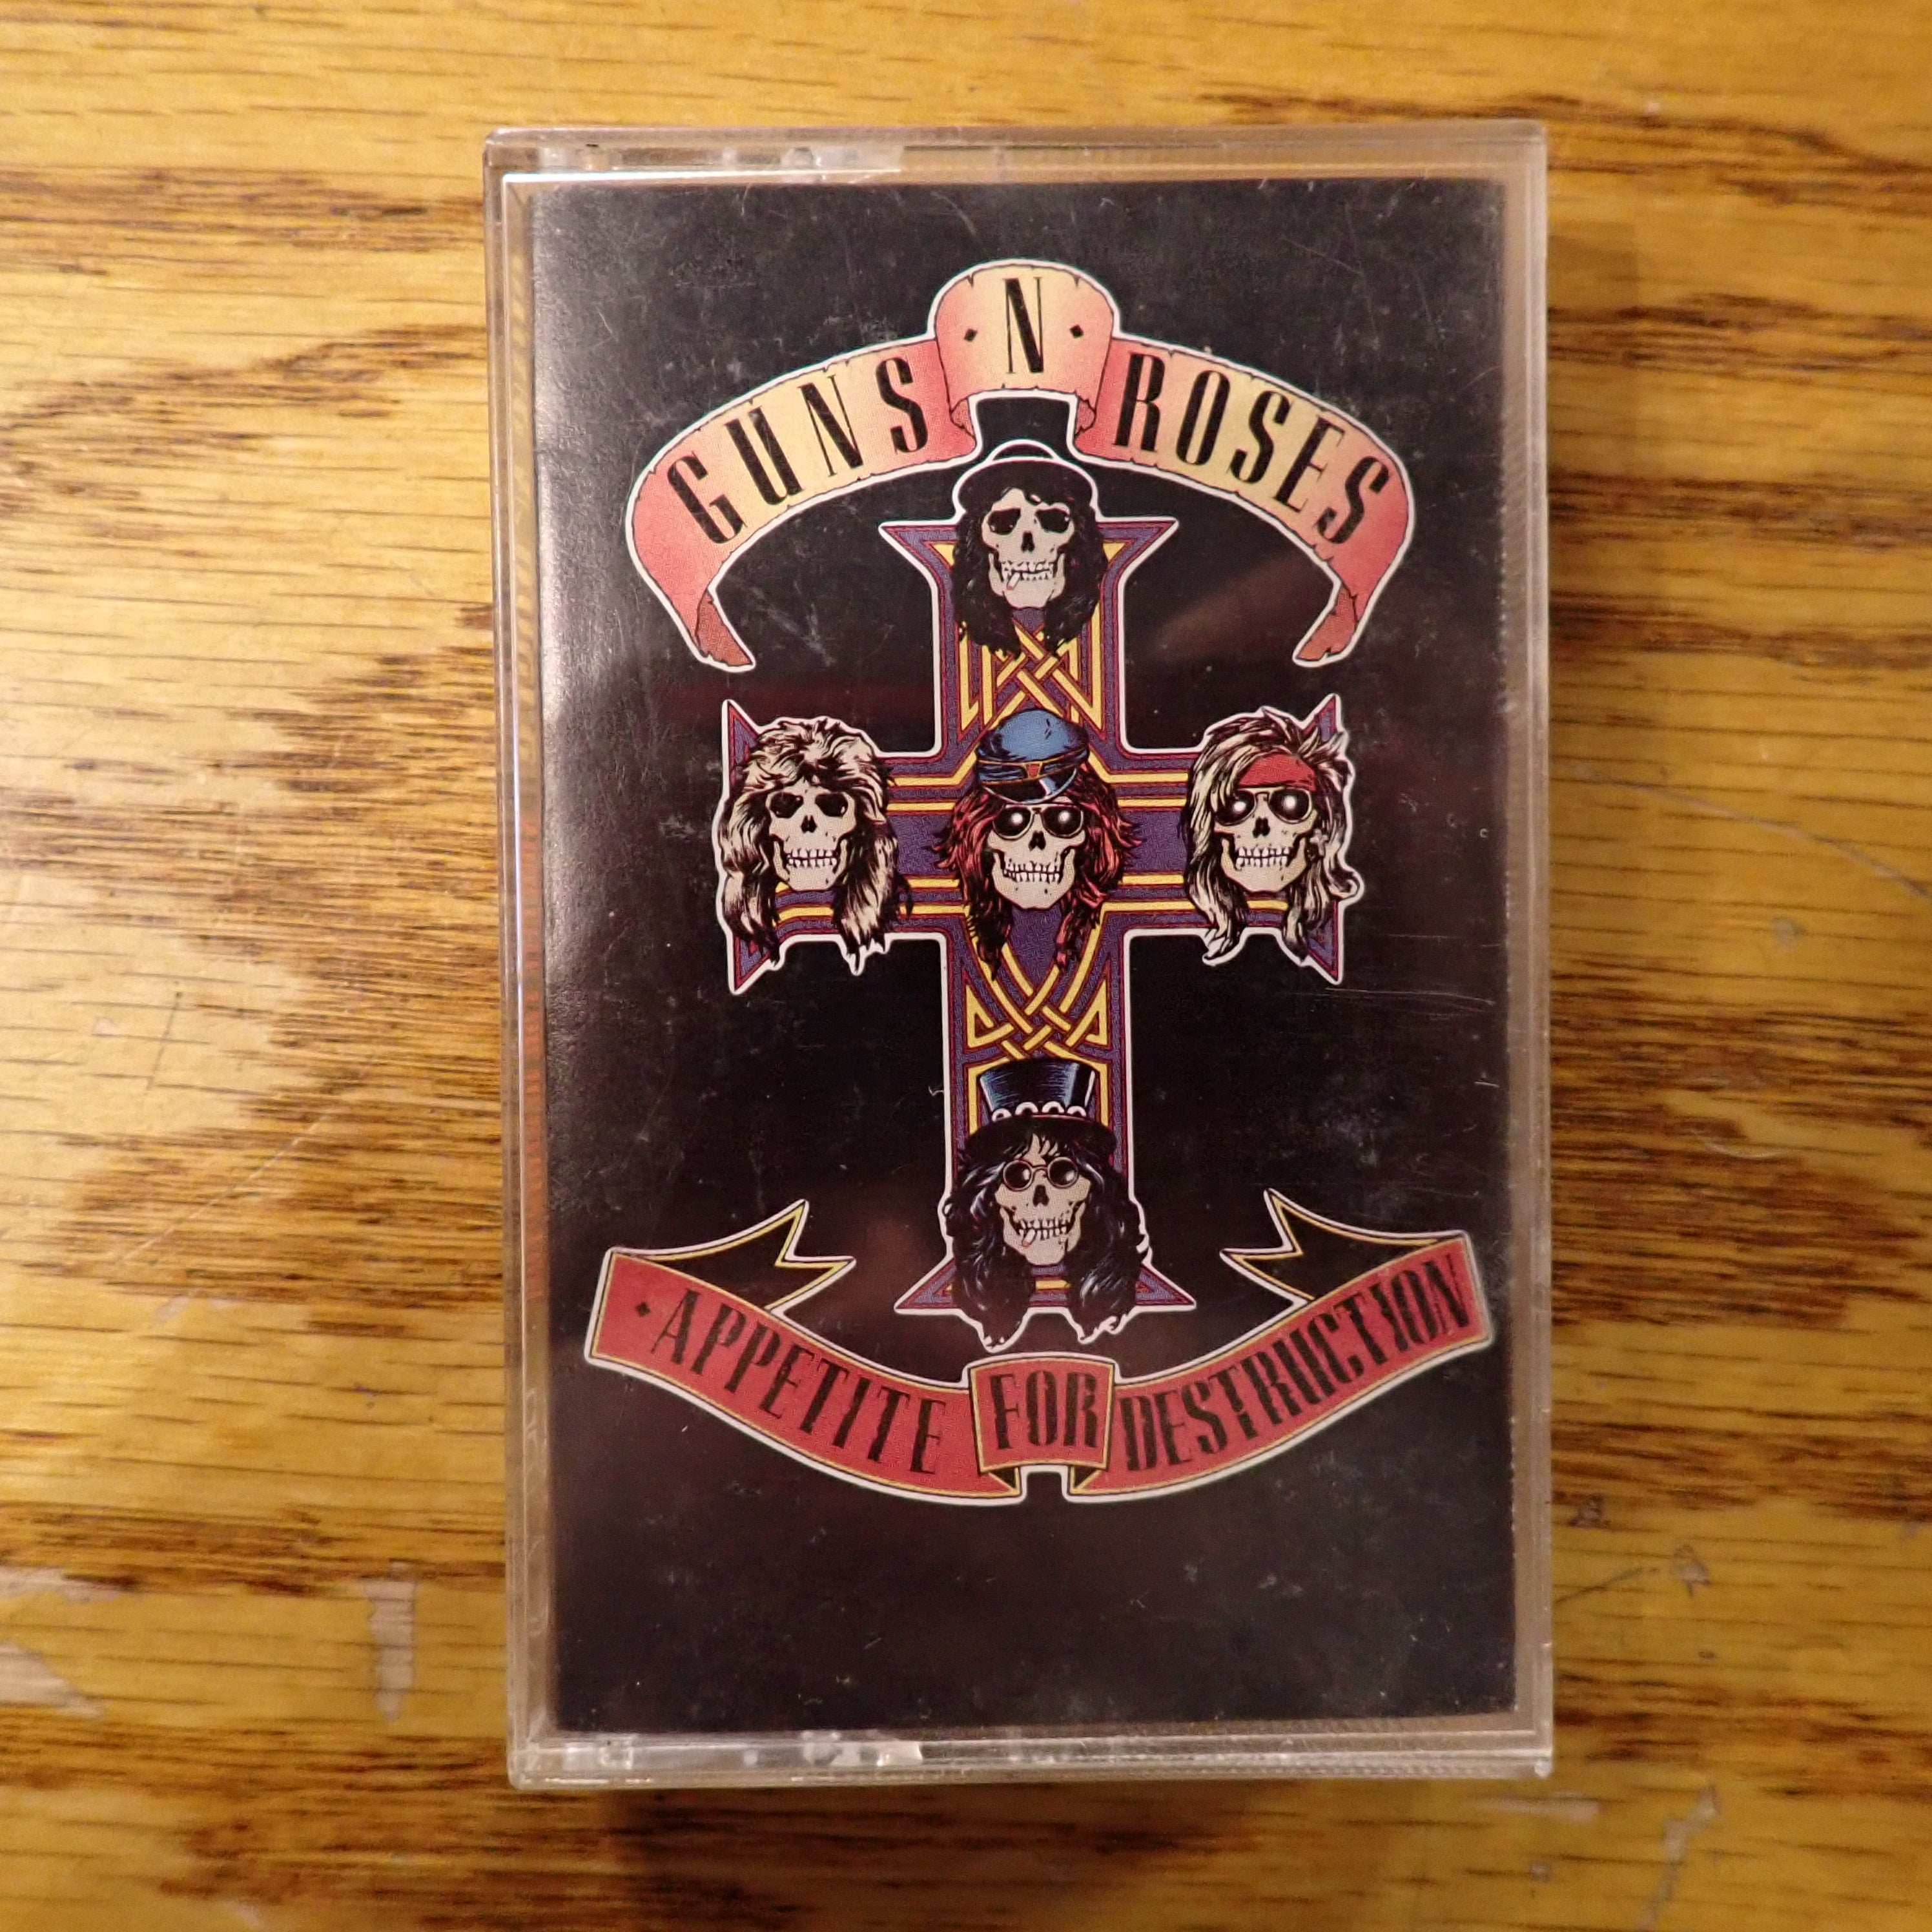 GUNS ·N· ROSES
·APPETITE FOR DESTRUCTION